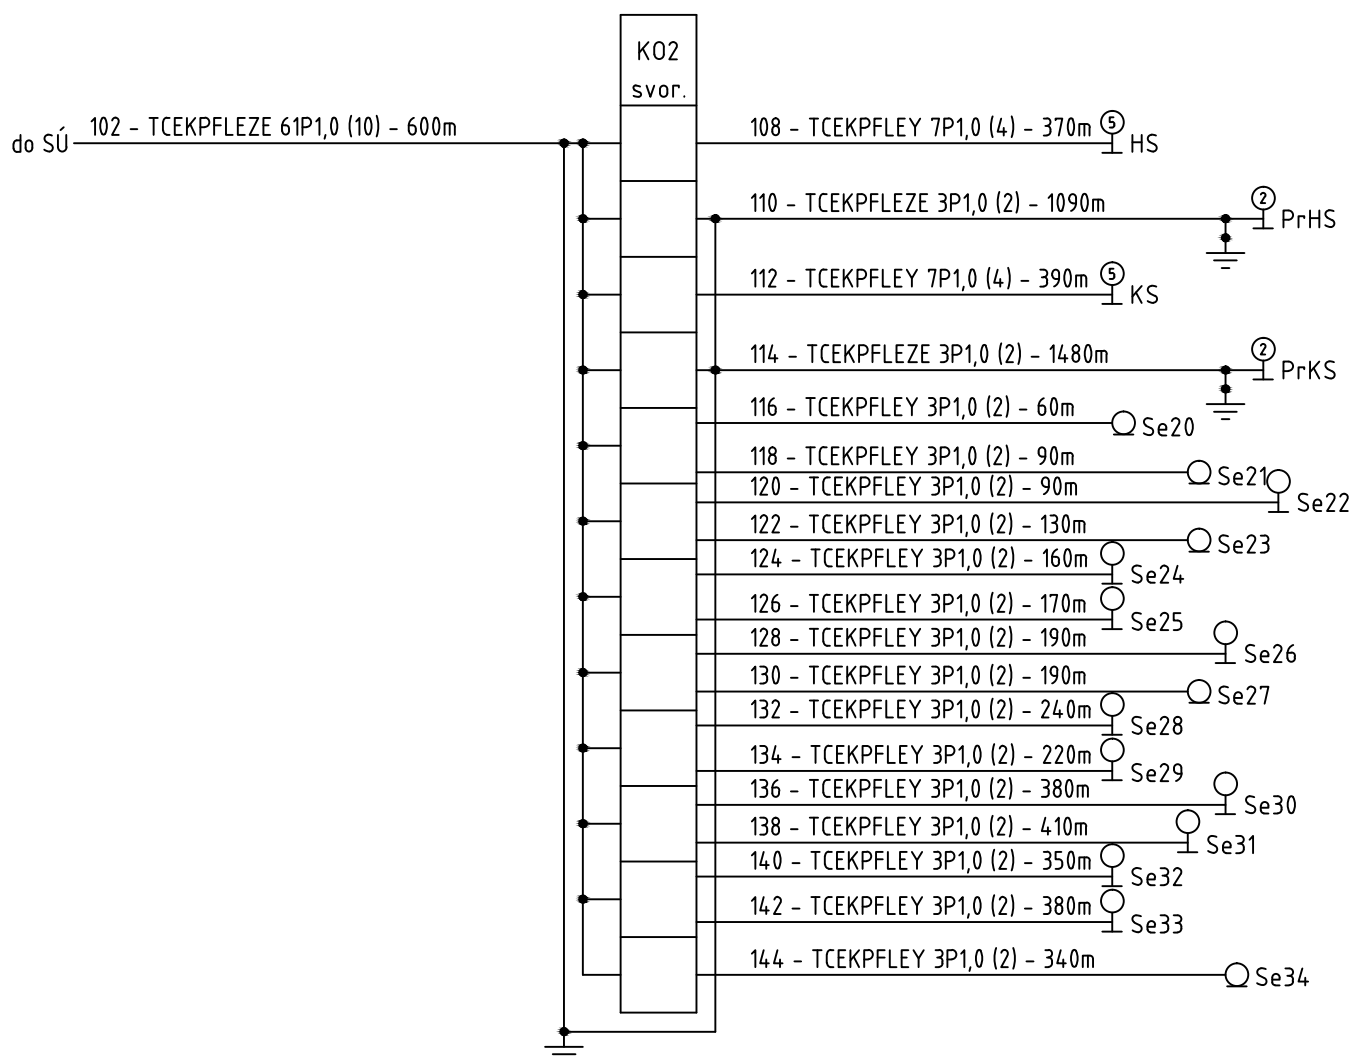 KO2
svor.
do SÚ
102 - TCEKPFLEZE 61P1,0 (10) - 600m
108 - TCEKPFLEY 7P1,0 (4) - 370m
5
HS
110 - TCEKPFLEZE 3P1,0 (2) - 1090m
2
PrHS
112 - TCEKPFLEY 7P1,0 (4) - 390m
5
KS
114 - TCEKPFLEZE 3P1,0 (2) - 1480m
2
PrKS
116 - TCEKPFLEY 3P1,0 (2) - 60m
Se20
118 - TCEKPFLEY 3P1,0 (2) - 90m
Se21
120 - TCEKPFLEY 3P1,0 (2) - 90m
Se22
122 - TCEKPFLEY 3P1,0 (2) - 130m
Se23
124 - TCEKPFLEY 3P1,0 (2) - 160m
Se24
126 - TCEKPFLEY 3P1,0 (2) - 170m
Se25
128 - TCEKPFLEY 3P1,0 (2) - 190m
Se26
130 - TCEKPFLEY 3P1,0 (2) - 190m
Se27
132 - TCEKPFLEY 3P1,0 (2) - 240m
Se28
134 - TCEKPFLEY 3P1,0 (2) - 220m
Se29
136 - TCEKPFLEY 3P1,0 (2) - 380m
Se30
138 - TCEKPFLEY 3P1,0 (2) - 410m
Se31
140 - TCEKPFLEY 3P1,0 (2) - 350m
Se32
142 - TCEKPFLEY 3P1,0 (2) - 380m
Se33
144 - TCEKPFLEY 3P1,0 (2) - 340m
Se34